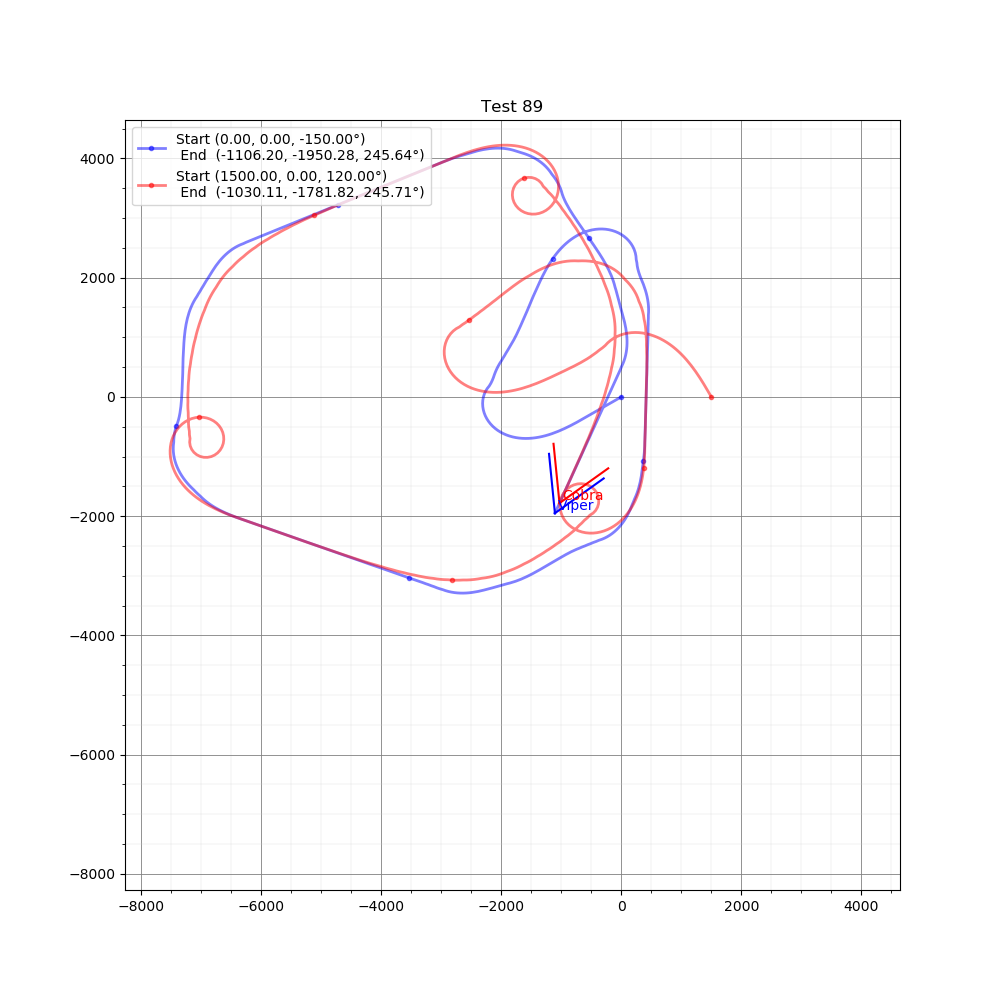 Test 89
Start (0.00, 0.00, -150.00°)
End (-1106.20, -1950.28, 245.64°)
Start (1500.00, 0.00, 120.00°)
End (-1030.11, -1781.82, 245.71°)
4000
2000
0
−2000
−4000
−6000
−8000
Cobra
Viper
−8000 −6000 −4000 −2000 0 2000 4000